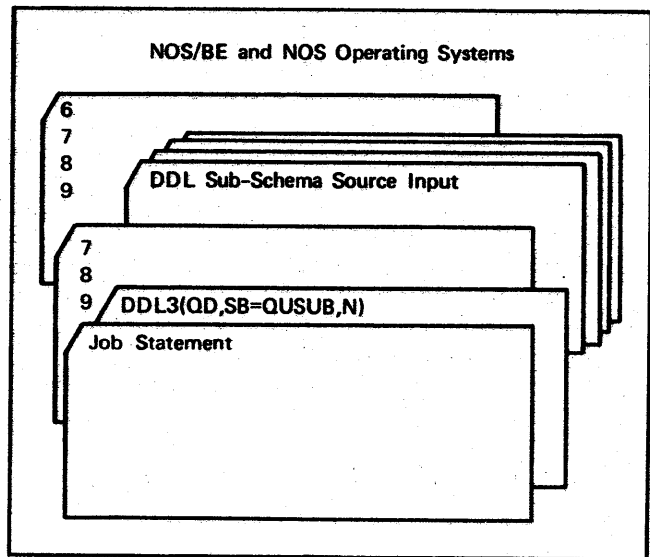 NOS/BE and NOS Operating Systems
6
7
8
9
DDL Sub-Schema Source Input
7
8
9
DDL3(QD,SB=QUSUB,N)
Job Statement